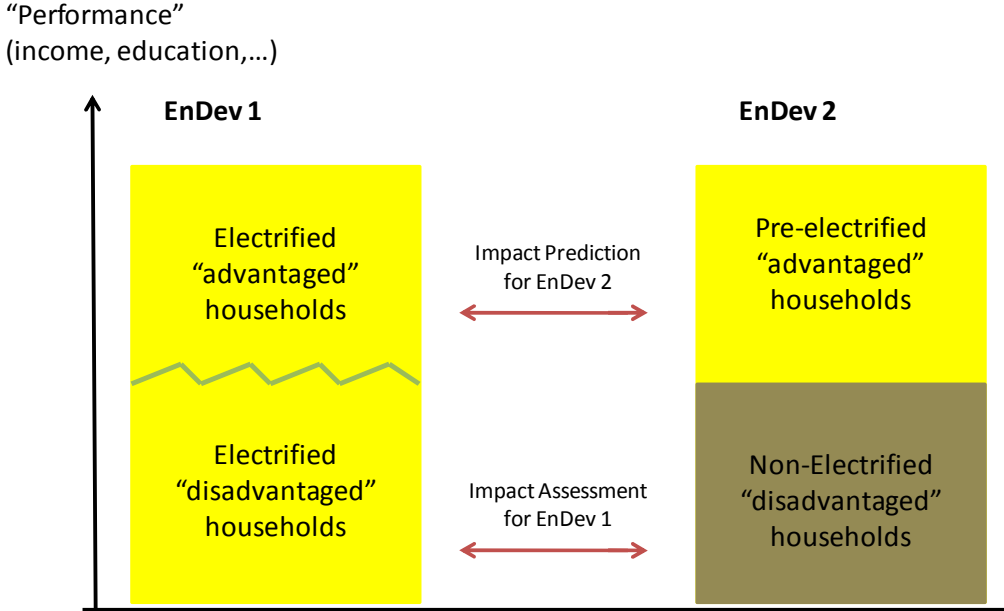 “Performance”
(income, education,…)
EnDev 1
EnDev 2
Electrified
“advantaged”
households
Impact Prediction
for EnDev 2
Pre-electrified
“advantaged”
households
Electrified
“disadvantaged”
households
Impact Assessment
for EnDev 1
Non-Electrified
“disadvantaged”
households